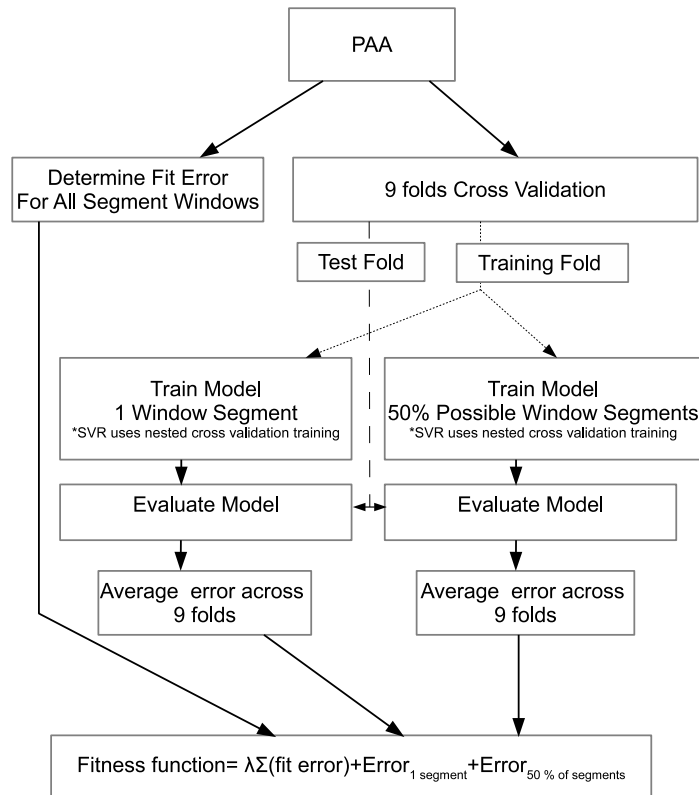 PAA
Determine Fit Error
For All Segment Windows
9 folds Cross Validation
Test Fold
Training Fold
Train Model
1 Window Segment
*SVR uses nested cross validation training
Train Model
50% Possible Window Segments
*SVR uses nested cross validation training
Evaluate Model
Evaluate Model
Average error across
9 folds
Average error across
9 folds
Fitness function= λΣ(fit error)+Error1 segment+Error50 % of segments